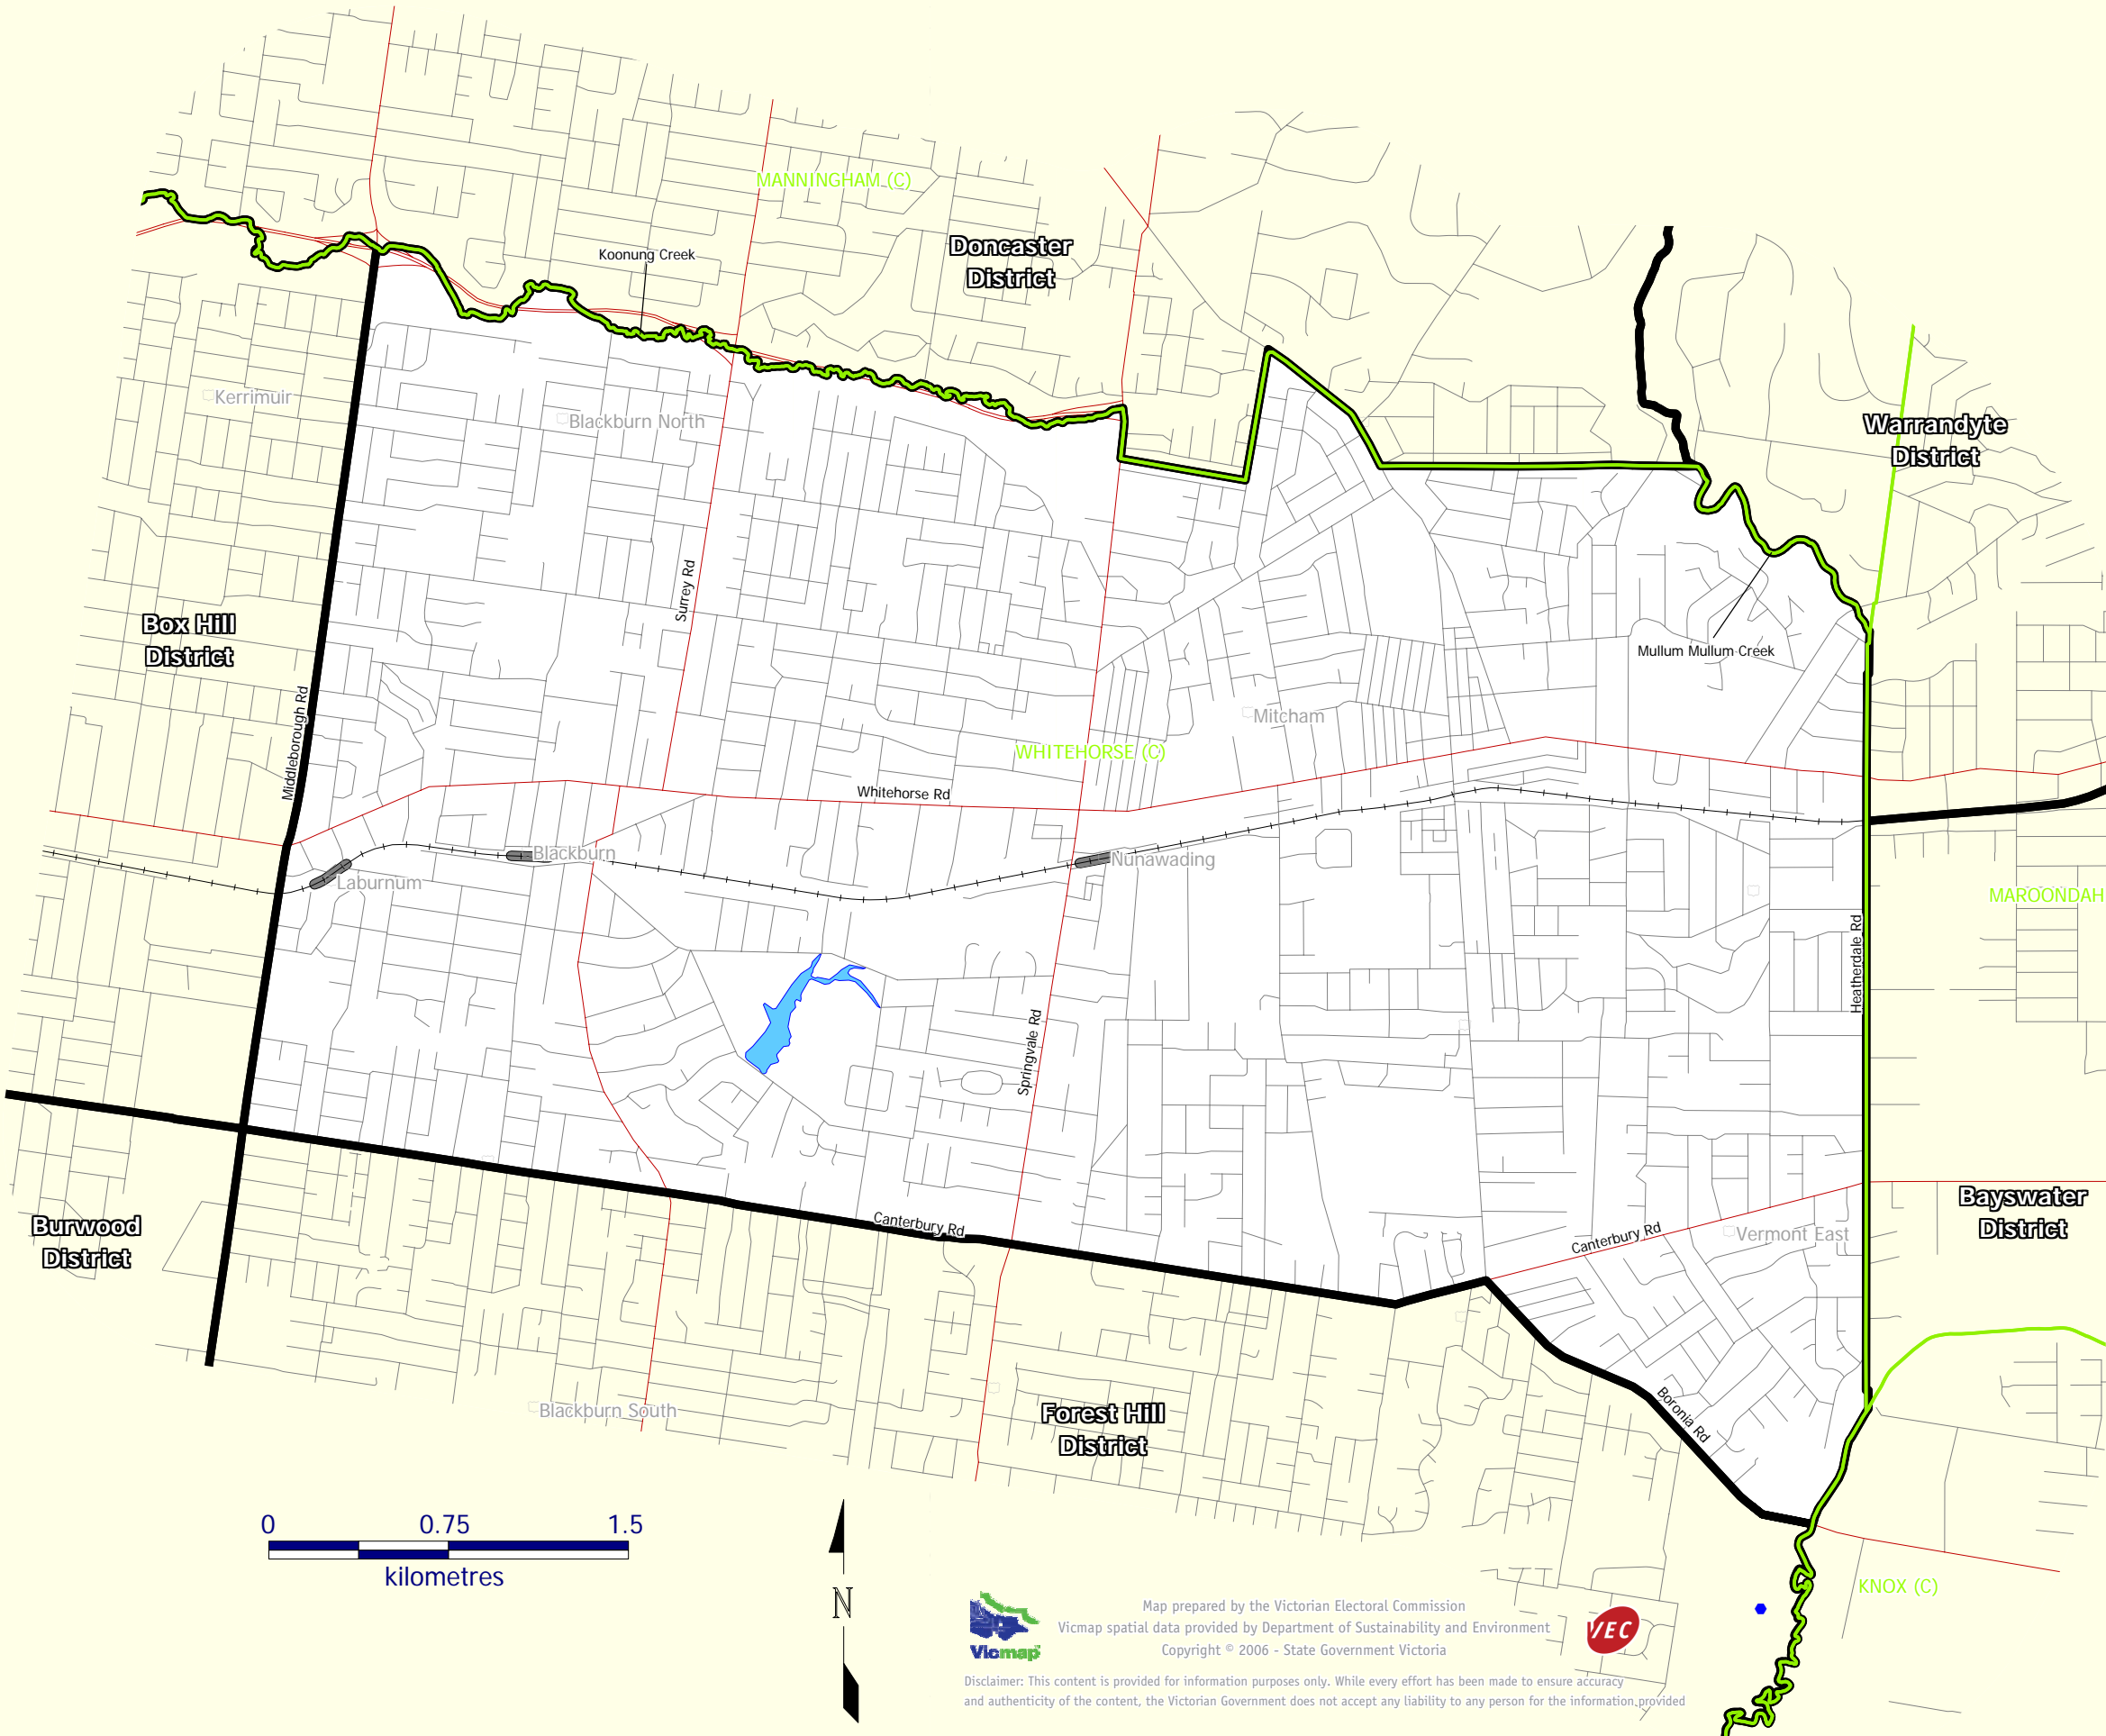 MANNINGHAM (C)
Doncaster
District
Koonung Creek
Kerrimuir
Blackburn North
Warrandyte
District
Surrey Rd
Box Hill
District
Mullum Mullum Creek
Middleborough Rd
Mitcham
WHITEHORSE (C)
Whitehorse Rd
Blackburn
Nunawading
Laburnum
MAROONDAH
Heatherdale Rd
Springvale Rd
Burwood
District
Canterbury Rd
Canterbury Rd
Vermont East
Bayswater
District
Blackburn South
Forest Hill
District
Boronia Rd
0 0.75 1.5
kilometres
N
KNOX (C)
Vicmap
Map prepared by the Victorian Electoral Commission
Vicmap spatial data provided by Department of Sustainability and Environment
Copyright © 2006 - State Government Victoria
VEC
Disclaimer: This content is provided for information purposes only. While every effort has been made to ensure accuracy
and authenticity of the content, the Victorian Government does not accept any liability to any person for the information provided